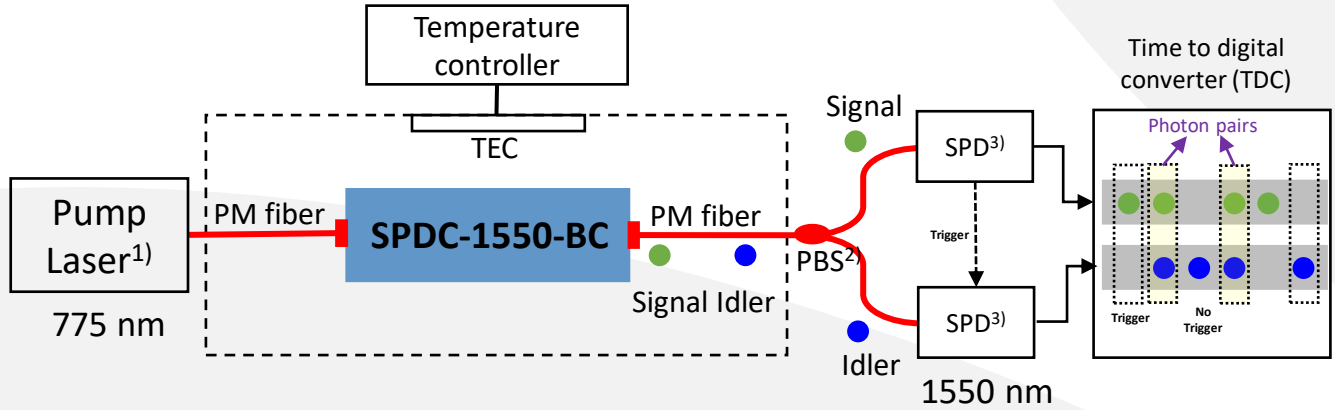 Temperature
controller
TEC
Pump
Laser1)
775 nm
PM fiber
SPDC-1550-BC
PM fiber
Signal Idler
PBS2)
Signal
Idler
SPD3)
Trigger
SPD3)
1550 nm
Time to digital
converter (TDC)
Photon pairs
Trigger
No
Trigger